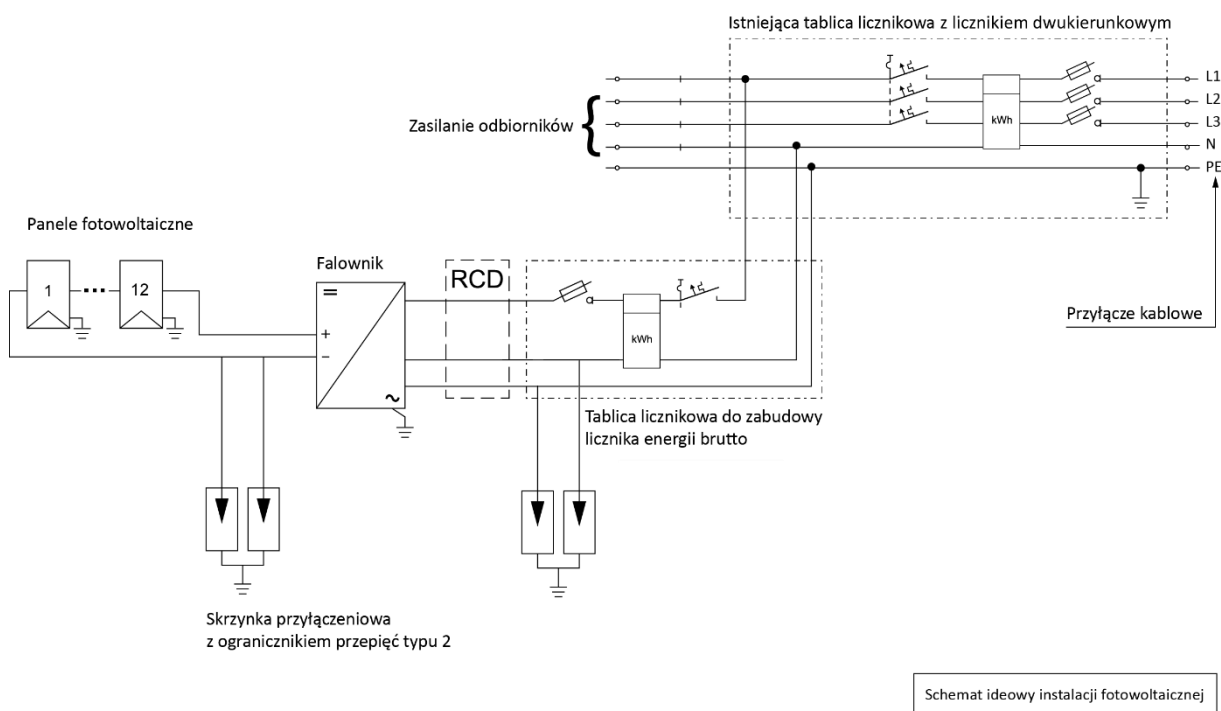 Istniejąca tablica licznikowa z licznikiem dwukierunkowym
L1
L2
L3
N
PE
kWh
Zasilanie odbiorników
Przyłącze kablowe
Panele fotowoltaiczne
1
12
Falownik
=
+
−
~
RCD
kWh
Tablica licznikowa do zabudowy
licznika energii brutto
Skrzynka przyłączeniowa
z ogranicznikiem przepięć typu 2
Schemat ideowy instalacji fotowoltaicznej